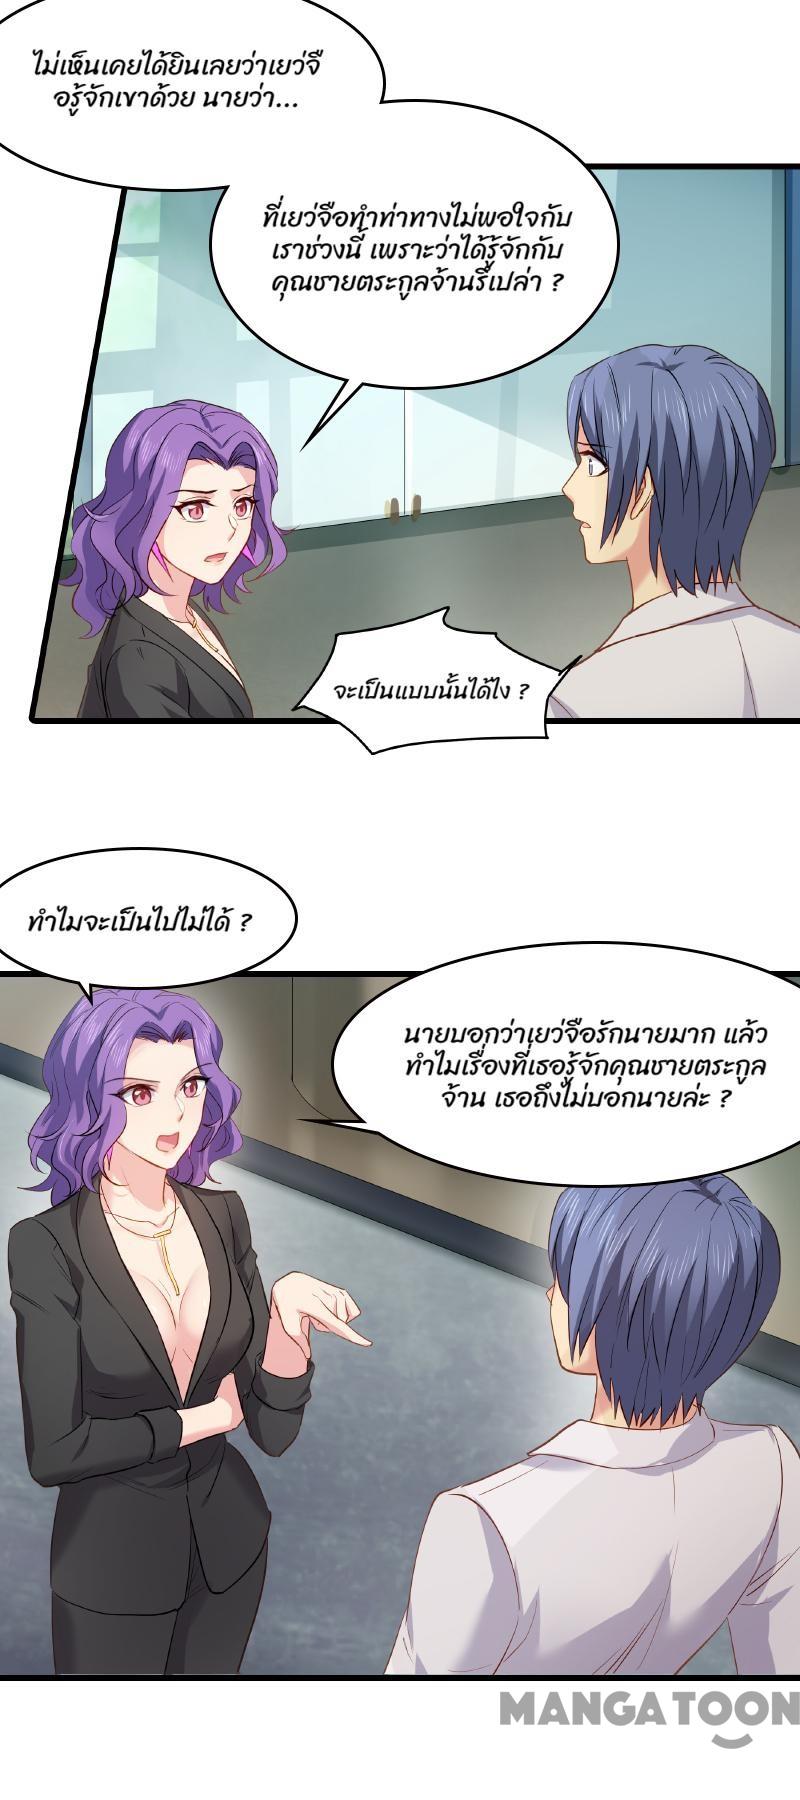 ไม่เห็นเคยได้ยินเลยว่าเยว่จื
อรู้จักเขาด้วย นายว่า...
ที่เยว่จือทำท่าทางไม่พอใจกับ
เราช่วงนี้ เพราะว่าได้รู้จักกับ
คุณชายตระกูลจ้านรึเปล่า ?
จะเป็นแบบนั้นได้ไง ?
ทำไมจะเป็นไปไม่ได้ ?
นายบอกว่าเยว่จือรักนายมาก แล้ว
ทำไมเรื่องที่เธอรู้จักคุณชายตระกูล
จ้าน เธอถึงไม่บอกนายล่ะ ?
MANGATOON